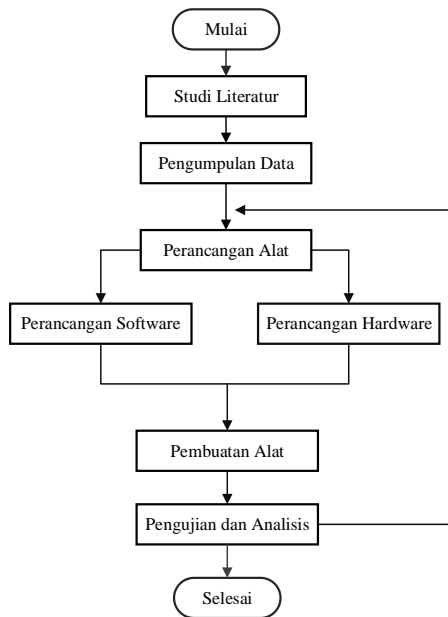 Mulai
Studi Literatur
Pengumpulan Data
Perancangan Alat
Perancangan Software
Perancangan Hardware
Pembuatan Alat
Pengujian dan Analisis
Selesai